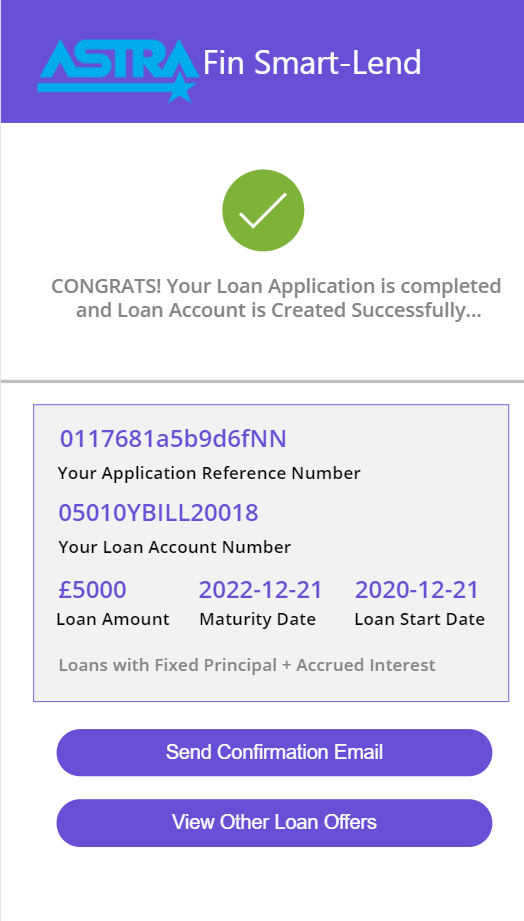 ASTRA Fin Smart-Lend
CONGRATS! Your Loan Application is completed
and Loan Account is Created Successfully...
0117681a5b9d6fNN
Your Application Reference Number
05010YBILL20018
Your Loan Account Number
£5000 2022-12-21 2020-12-21
Loan Amount Maturity Date Loan Start Date
Loans with Fixed Principal + Accrued Interest
Send Confirmation Email
View Other Loan Offers